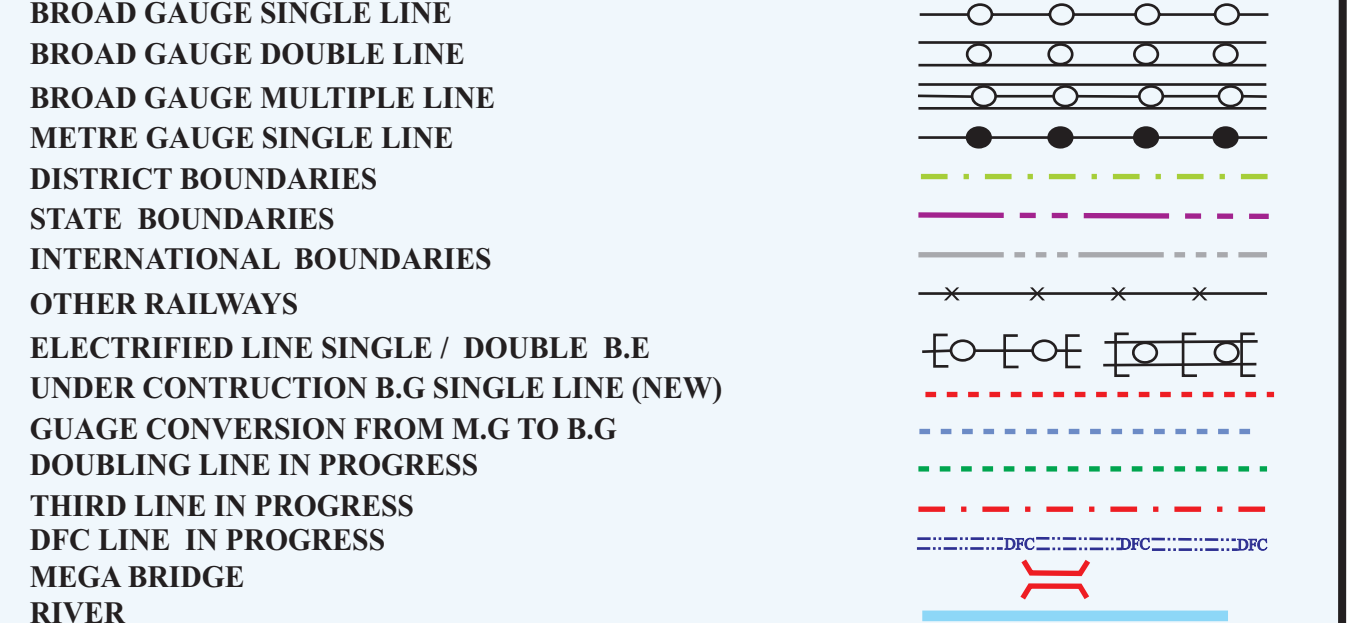 BROAD GAUGE SINGLE LINE
BROAD GAUGE DOUBLE LINE
BROAD GAUGE MULTIPLE LINE
METRE GAUGE SINGLE LINE
DISTRICT BOUNDARIES
STATE BOUNDARIES
INTERNATIONAL BOUNDARIES
OTHER RAILWAYS
ELECTRIFIED LINE SINGLE / DOUBLE B.E
UNDER CONTRUCTION B.G SINGLE LINE (NEW)
GUAGE CONVERSION FROM M.G TO B.G
DOUBLING LINE IN PROGRESS
THIRD LINE IN PROGRESS
DFC LINE IN PROGRESS DFC DFC DFC
MEGA BRIDGE
RIVER